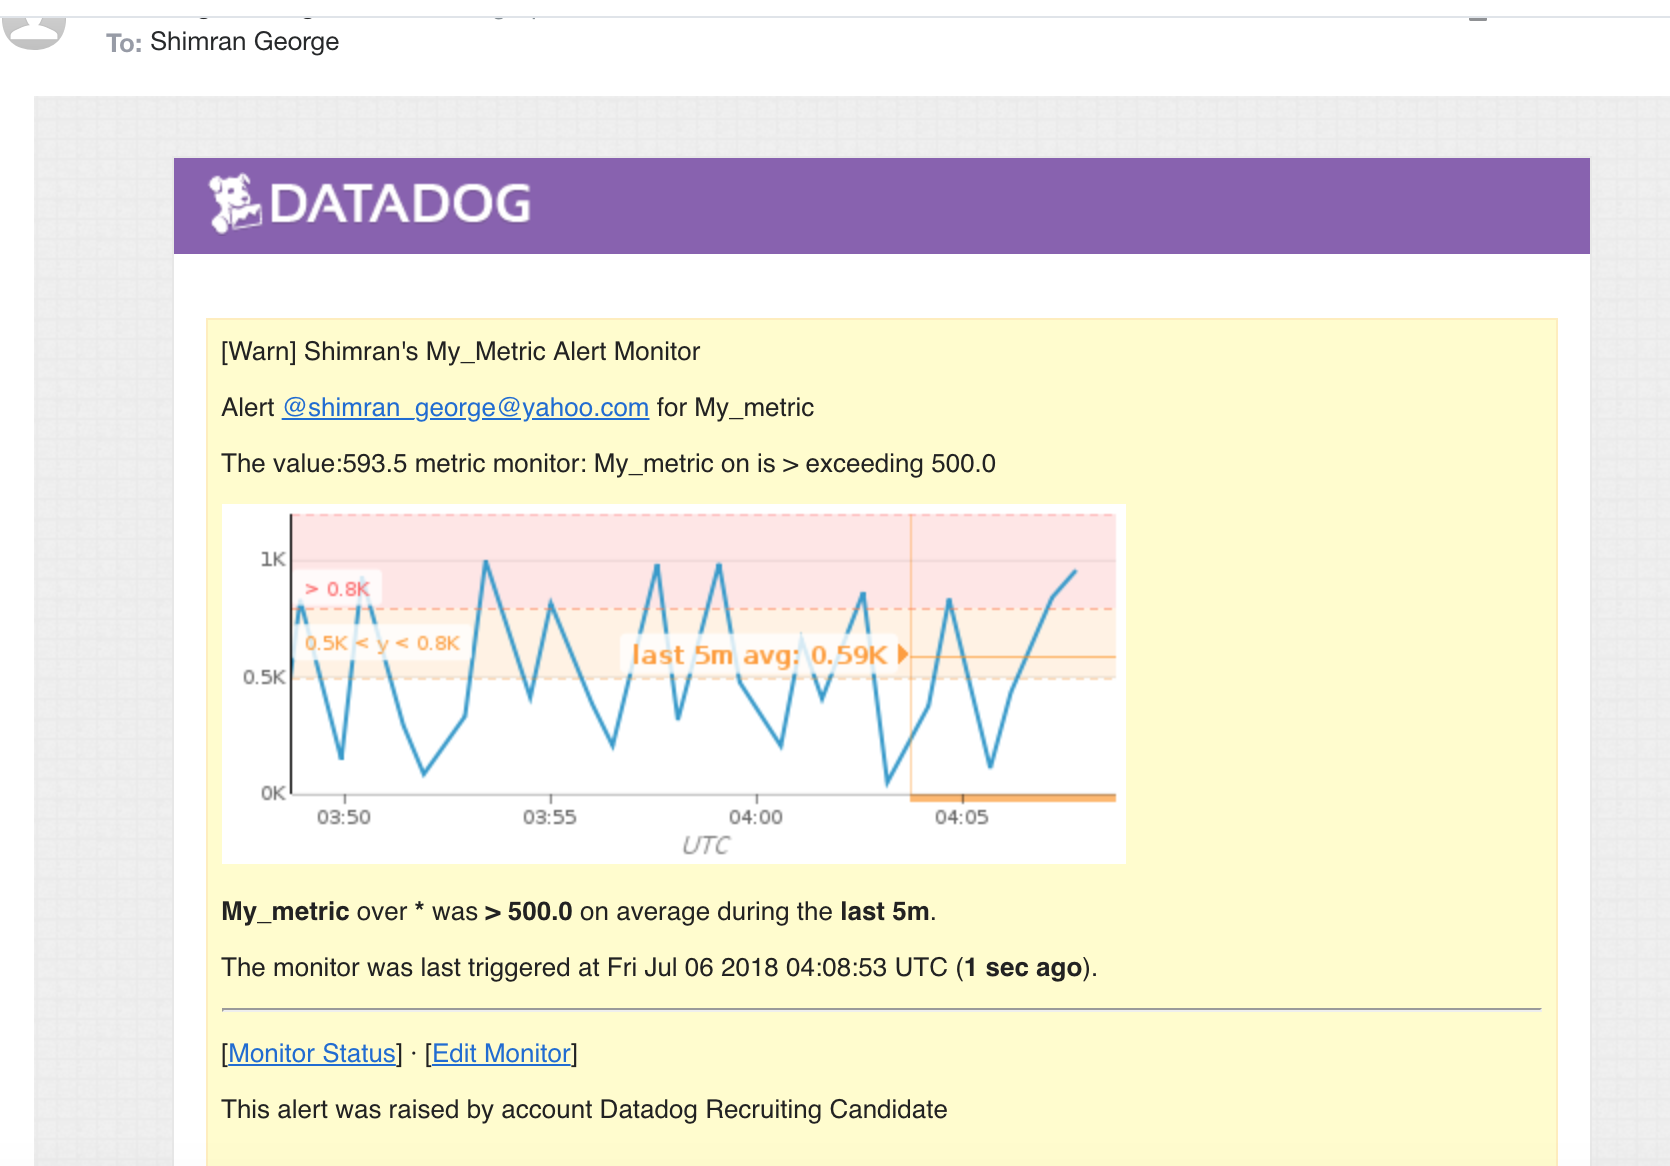 To: Shimran George
DATADOG
[Warn] Shimran's My_Metric Alert Monitor
Alert @shimran_george@yahoo.com for My_metric
The value:593.5 metric monitor: My_metric on is > exceeding 500.0
1K
> 0.8K
0.5K < y < 0.8K
last 5m avg: 0.59K
0.5K
0K
03:50 03:55 04:00 04:05
UTC
My_metric over * was > 500.0 on average during the last 5m.
The monitor was last triggered at Fri Jul 06 2018 04:08:53 UTC (1 sec ago).
[Monitor Status] · [Edit Monitor]
This alert was raised by account Datadog Recruiting Candidate